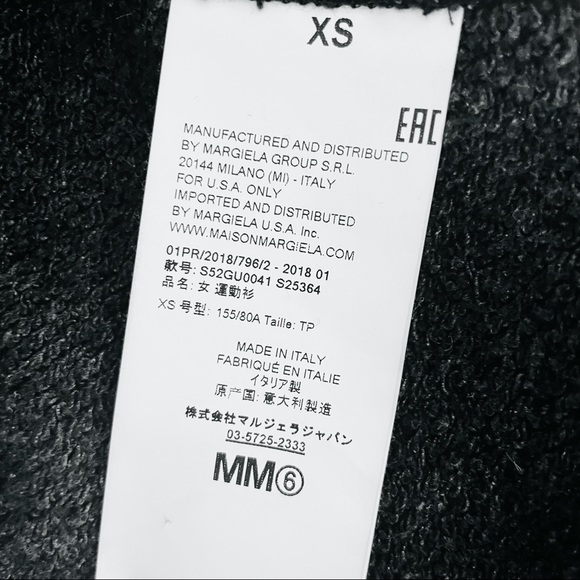 XS
EAC
MANUFACTURED AND DISTRIBUTED
BY MARGIELA GROUP S.R.L.
20144 MILANO (MI) - ITALY
FOR U.S.A. ONLY
IMPORTED AND DISTRIBUTED
BY MARGIELA U.S.A. Inc.
WWW.MAISONMARGIELA.COM
01PR/2018/796/2 - 2018 01
款号: S52GU0041 S25364
品名: 女 運動衫
XS 号型: 155/80A Taille: TP
MADE IN ITALY
FABRIQUÉ EN ITALIE
イタリア製
原产国: 意大利製造
株式会社マルジェラジャパン
03-5725-2333
MM⑥